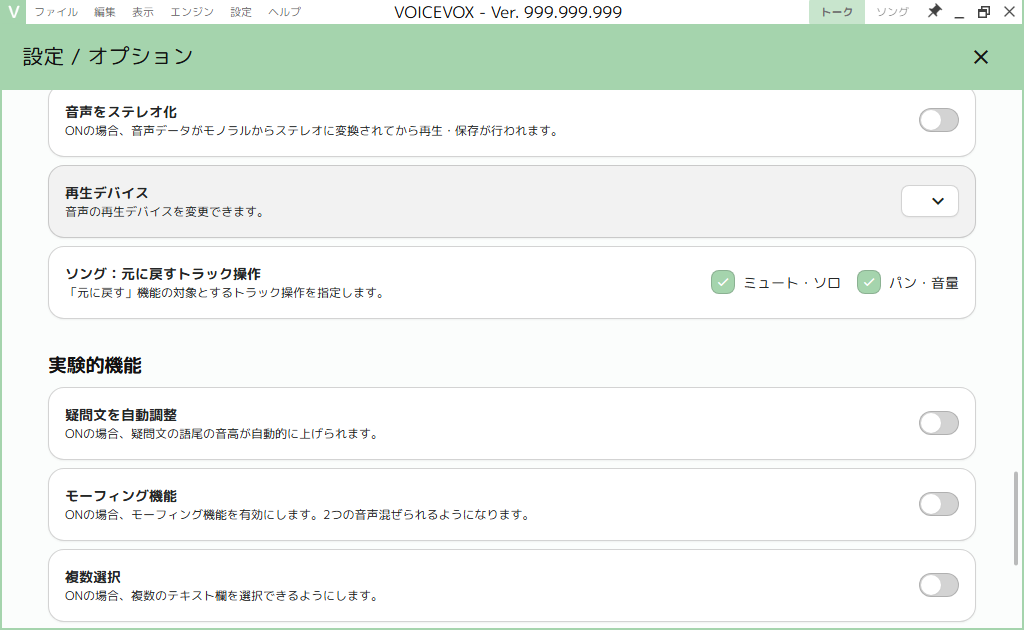 V ファイル 編集 表示 エンジン 設定 ヘルプ VOICEVOX - Ver. 999.999.999 トーク ソング
設定 / オプション
音声をステレオ化
ONの場合、音声データがモノラルからステレオに変換されてから再生・保存が行われます。
再生デバイス
音声の再生デバイスを変更できます。
ソング：元に戻すトラック操作
「元に戻す」機能の対象とするトラック操作を指定します。
ミュート・ソロ パン・音量
実験的機能
疑問文を自動調整
ONの場合、疑問文の語尾の音高が自動的に上げられます。
モーフィング機能
ONの場合、モーフィング機能を有効にします。2つの音声混ぜられるようになります。
複数選択
ONの場合、複数のテキスト欄を選択できるようにします。